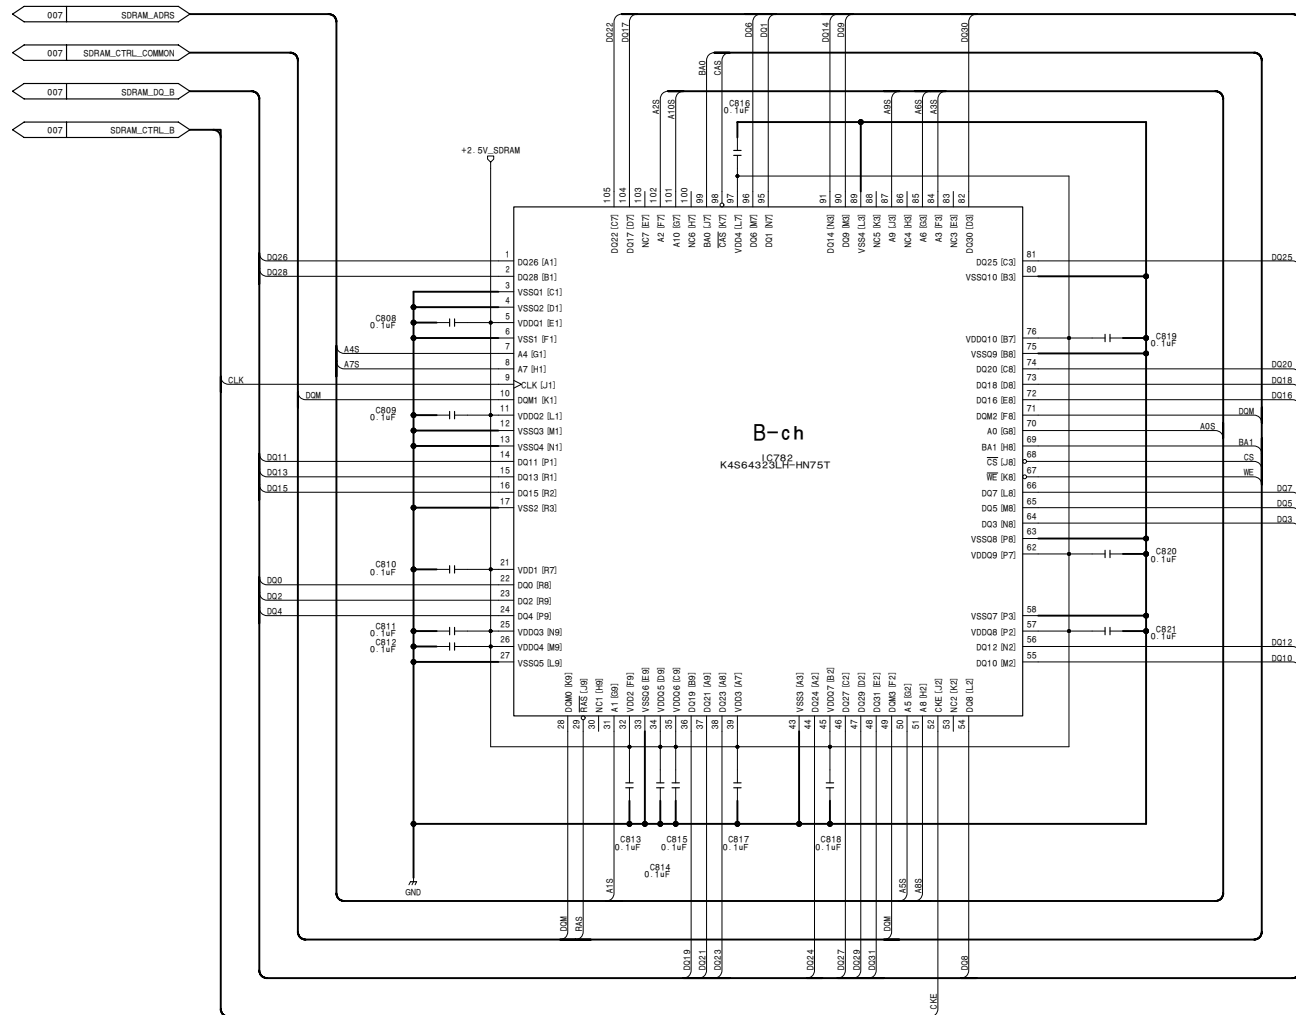 007 SDRAM_ADRS
007 SDRAM_CTRL_COMMON
007 SDRAM_DQ_B
007 SDRAM_CTRL_B
+2.5V_SDRAM
DQ22
DQ17
BA0
CAS
A2S
A10S
DQ6
DQ1
DQ14
DQ9
A9S
A6S
A3S
DQ30
C816
0.1uF
105 DQ22 [C7]
104 DQ17 [D7]
103 NC7 [E7]
102 A2 [F7]
101 A10 [G7]
100 NC6 [H7]
99 BA0 [J7]
98 CAS [K7]
97 VDD4 [L7]
96 DQ6 [M7]
95 DQ1 [N7]
91 DQ14 [N3]
90 DQ9 [M3]
89 VSS4 [L3]
88 NC5 [K3]
87 A9 [J3]
86 NC4 [H3]
85 A6 [G3]
84 A3 [F3]
83 NC3 [E3]
82 DQ30 [D3]
DQ26 1 DQ26 [A1]
DQ28 2 DQ28 [B1]
3 VSSQ1 [C1]
4 VSSQ2 [D1]
C808
0.1uF
5 VDDQ1 [E1]
6 VSS1 [F1]
A4S 7 A4 [G1]
A7S 8 A7 [H1]
CLK 9 CLK [J1]
DQM 10 DQM1 [K1]
C809
0.1uF
11 VDDQ2 [L1]
12 VSSQ3 [M1]
13 VSSQ4 [N1]
DQ11 14 DQ11 [P1]
DQ13 15 DQ13 [R1]
DQ15 16 DQ15 [R2]
17 VSS2 [R3]
C810
0.1uF
21 VDD1 [R7]
DQ0 22 DQ0 [R8]
DQ2 23 DQ2 [R9]
DQ4 24 DQ4 [P9]
C811
0.1uF
25 VDDQ3 [N9]
C812
0.1uF
26 VDDQ4 [M9]
27 VSSQ5 [L9]
B-ch
IC782
K4S64323LH-HN75T
DQ25 [C3] 81 DQ25
VSSQ10 [B3] 80
VDDQ10 [B7] 76
C819
0.1uF
VSSQ9 [B8] 75
DQ20 [C8] 74 DQ20
DQ18 [D8] 73 DQ18
DQ16 [E8] 72 DQ16
DQM2 [F8] 71 DQM
A0 [G8] 70 A0S
BA1 [H8] 69 BA1
CS [J8] 68 CS
WE [K8] 67 WE
DQ7 [L8] 66 DQ7
DQ5 [M8] 65 DQ5
DQ3 [N8] 64 DQ3
VSSQ8 [P8] 63
VDDQ9 [P7] 62
C820
0.1uF
VSSQ7 [P3] 58
VDDQ8 [P2] 57
C821
0.1uF
DQ12 [N2] 56 DQ12
DQ10 [M2] 55 DQ10
DQM0 [K9] 28
RAS [J9] 29
NC1 [H9] 30
A1 [G9] 31
VDD2 [F9] 32
VSSQ6 [E9] 33
VDDQ5 [D9] 34
VDDQ6 [C9] 35
DQ19 [B9] 36
DQ21 [A9] 37
DQ23 [A8] 38
VDD3 [A7] 39
VSS3 [A3] 43
DQ24 [A2] 44
VDDQ7 [B2] 45
DQ27 [C2] 46
DQ29 [D2] 47
DQ31 [E2] 48
DQM3 [F2] 49
A5 [G2] 50
A8 [H2] 51
CKE [J2] 52
NC2 [K2] 53
DQ8 [L2] 54
C813
0.1uF
C815
0.1uF
C814
0.1uF
C817
0.1uF
C818
0.1uF
GND
A1S
A5S
A8S
DQM
RAS
DQM
DQ19
DQ21
DQ23
DQ24
DQ27
DQ29
DQ31
DQ8
CKE